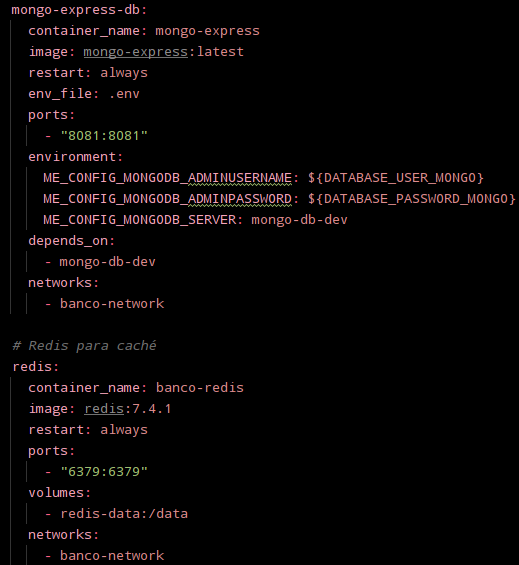 mongo-express-db:
  container_name: mongo-express
  image: mongo-express:latest
  restart: always
  env_file: .env
  ports:
    - "8081:8081"
  environment:
    ME_CONFIG_MONGODB_ADMINUSERNAME: ${DATABASE_USER_MONGO}
    ME_CONFIG_MONGODB_ADMINPASSWORD: ${DATABASE_PASSWORD_MONGO}
    ME_CONFIG_MONGODB_SERVER: mongo-db-dev
  depends_on:
    - mongo-db-dev
  networks:
    - banco-network

# Redis para caché
redis:
  container_name: banco-redis
  image: redis:7.4.1
  restart: always
  ports:
    - "6379:6379"
  volumes:
    - redis-data:/data
  networks:
    - banco-network